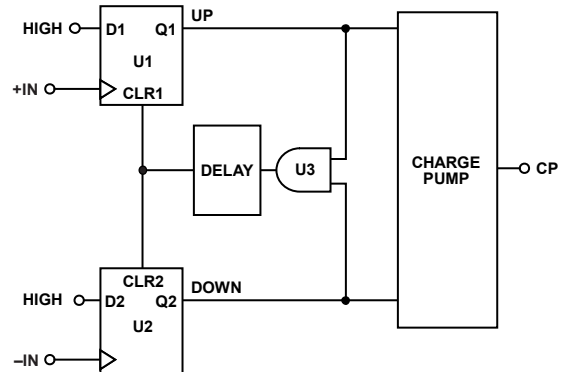 UP
HIGH D1 Q1
U1
+IN
CLR1
DELAY
U3
CHARGE
PUMP
CP
CLR2
DOWN
HIGH D2 Q2
U2
–IN